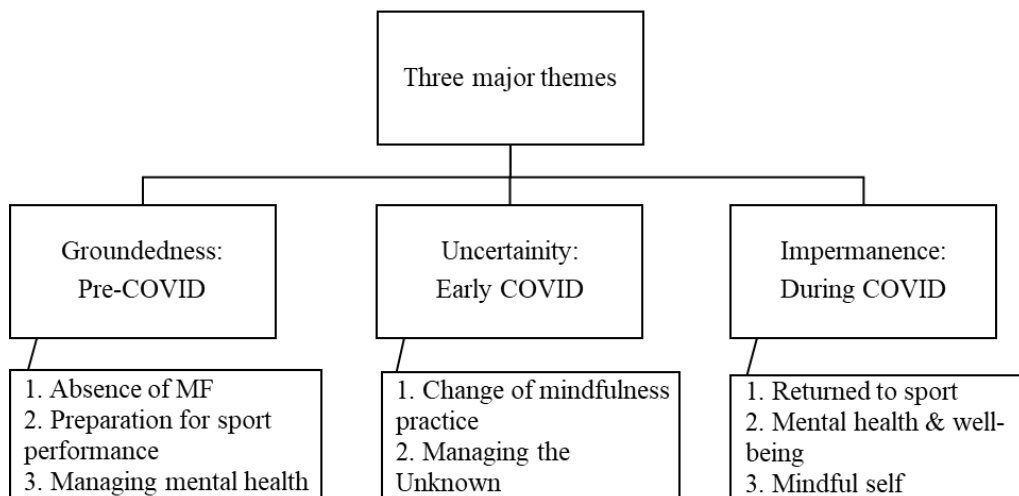 Three major themes
Groundedness:
Pre-COVID
Uncertainity:
Early COVID
Impermanence:
During COVID
1. Absence of MF
2. Preparation for sport
performance
3. Managing mental health
1. Change of mindfulness
practice
2. Managing the
Unknown
1. Returned to sport
2. Mental health & well-
being
3. Mindful self